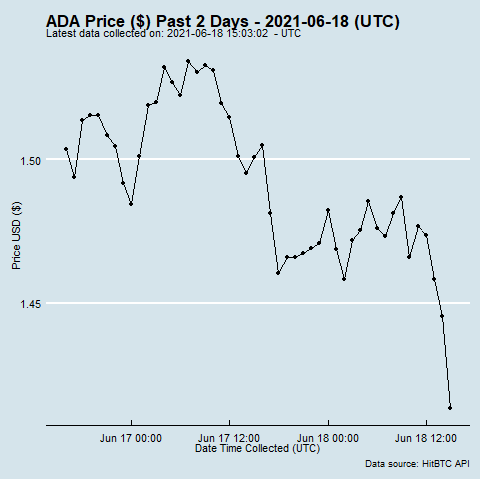 ADA Price ($) Past 2 Days - 2021-06-18 (UTC)
Latest data collected on: 2021-06-18 15:03:02 - UTC
1.50
Price USD ($)
1.45
Jun 17 00:00 Jun 17 12:00 Jun 18 00:00 Jun 18 12:00
Date Time Collected (UTC)
Data source: HitBTC API